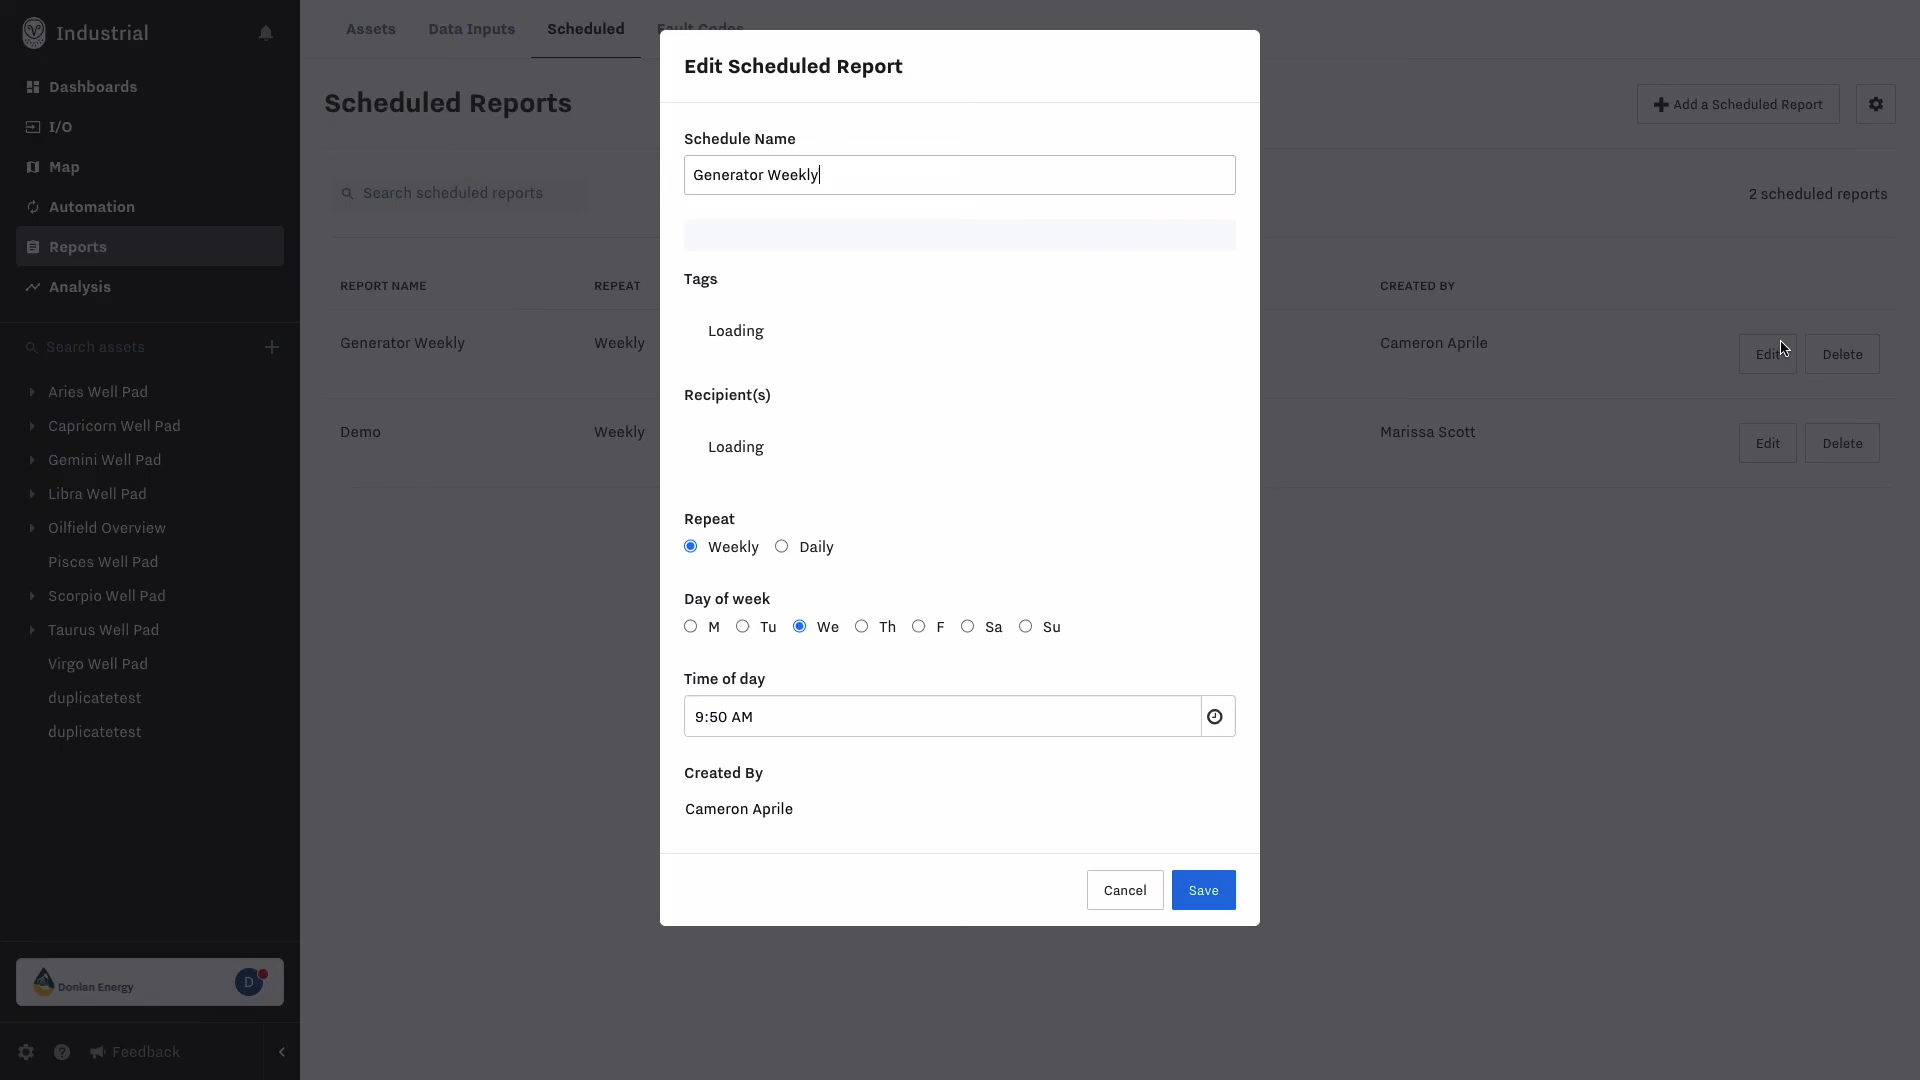 Industrial
Dashboards
I/O
Map
Automation
Reports
Analysis
Search assets
Aries Well Pad
Capricorn Well Pad
Gemini Well Pad
Libra Well Pad
Oilfield Overview
Pisces Well Pad
Scorpio Well Pad
Taurus Well Pad
Virgo Well Pad
duplicatetest
duplicatetest
Donlan Energy
D
Feedback
Assets Data Inputs Scheduled Fault Codes
Scheduled Reports
Add a Scheduled Report
Search scheduled reports
2 scheduled reports
REPORT NAME REPEAT CREATED BY
Generator Weekly Weekly Cameron Aprile Edit Delete
Demo Weekly Marissa Scott Edit Delete
Edit Scheduled Report
Schedule Name
Generator Weekly
Tags
Loading
Recipient(s)
Loading
Repeat
Weekly Daily
Day of week
M Tu We Th F Sa Su
Time of day
9:50 AM
Created By
Cameron Aprile
Cancel Save